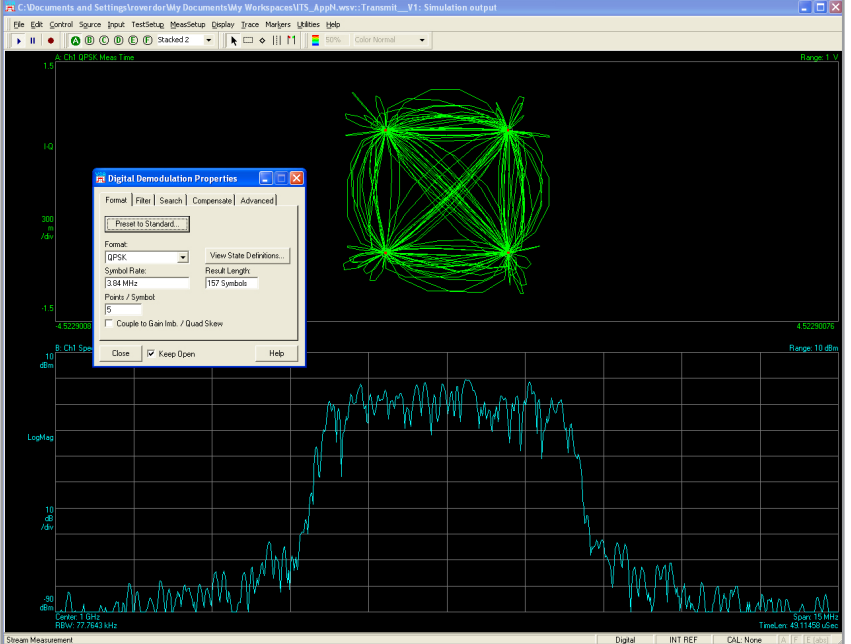 C:\Documents and Settings\roverdor\My Documents\My Workspaces\ITS_AppN.wsv::Transmit__V1: Simulation output
File Edit Control Source Input TestSetup MeasSetup Display Trace Markers Utilities Help
A B C D E F Stacked 2 50% Color Normal
A: Ch1 QPSK Meas Time Range: 1 V
1.5
I-Q
300
m
/div
-1.5
-4.5229008 4.52290076
Digital Demodulation Properties
Format Filter Search Compensate Advanced
Preset to Standard...
Format:
QPSK View State Definitions...
Symbol Rate: Result Length:
3.84 MHz 157 Symbols
Points / Symbol:
5
Couple to Gain Imb. / Quad Skew
Close Keep Open Help
B: Ch1 Spe Range: 10 dBm
10
dBm
LogMag
10
dB
/div
-90
dBm
Center: 1 GHz Span: 15 MHz
RBW: 77.7643 kHz TimeLen: 49.11458 uSec
Stream Measurement Digital INT REF CAL: None A F E (abs)